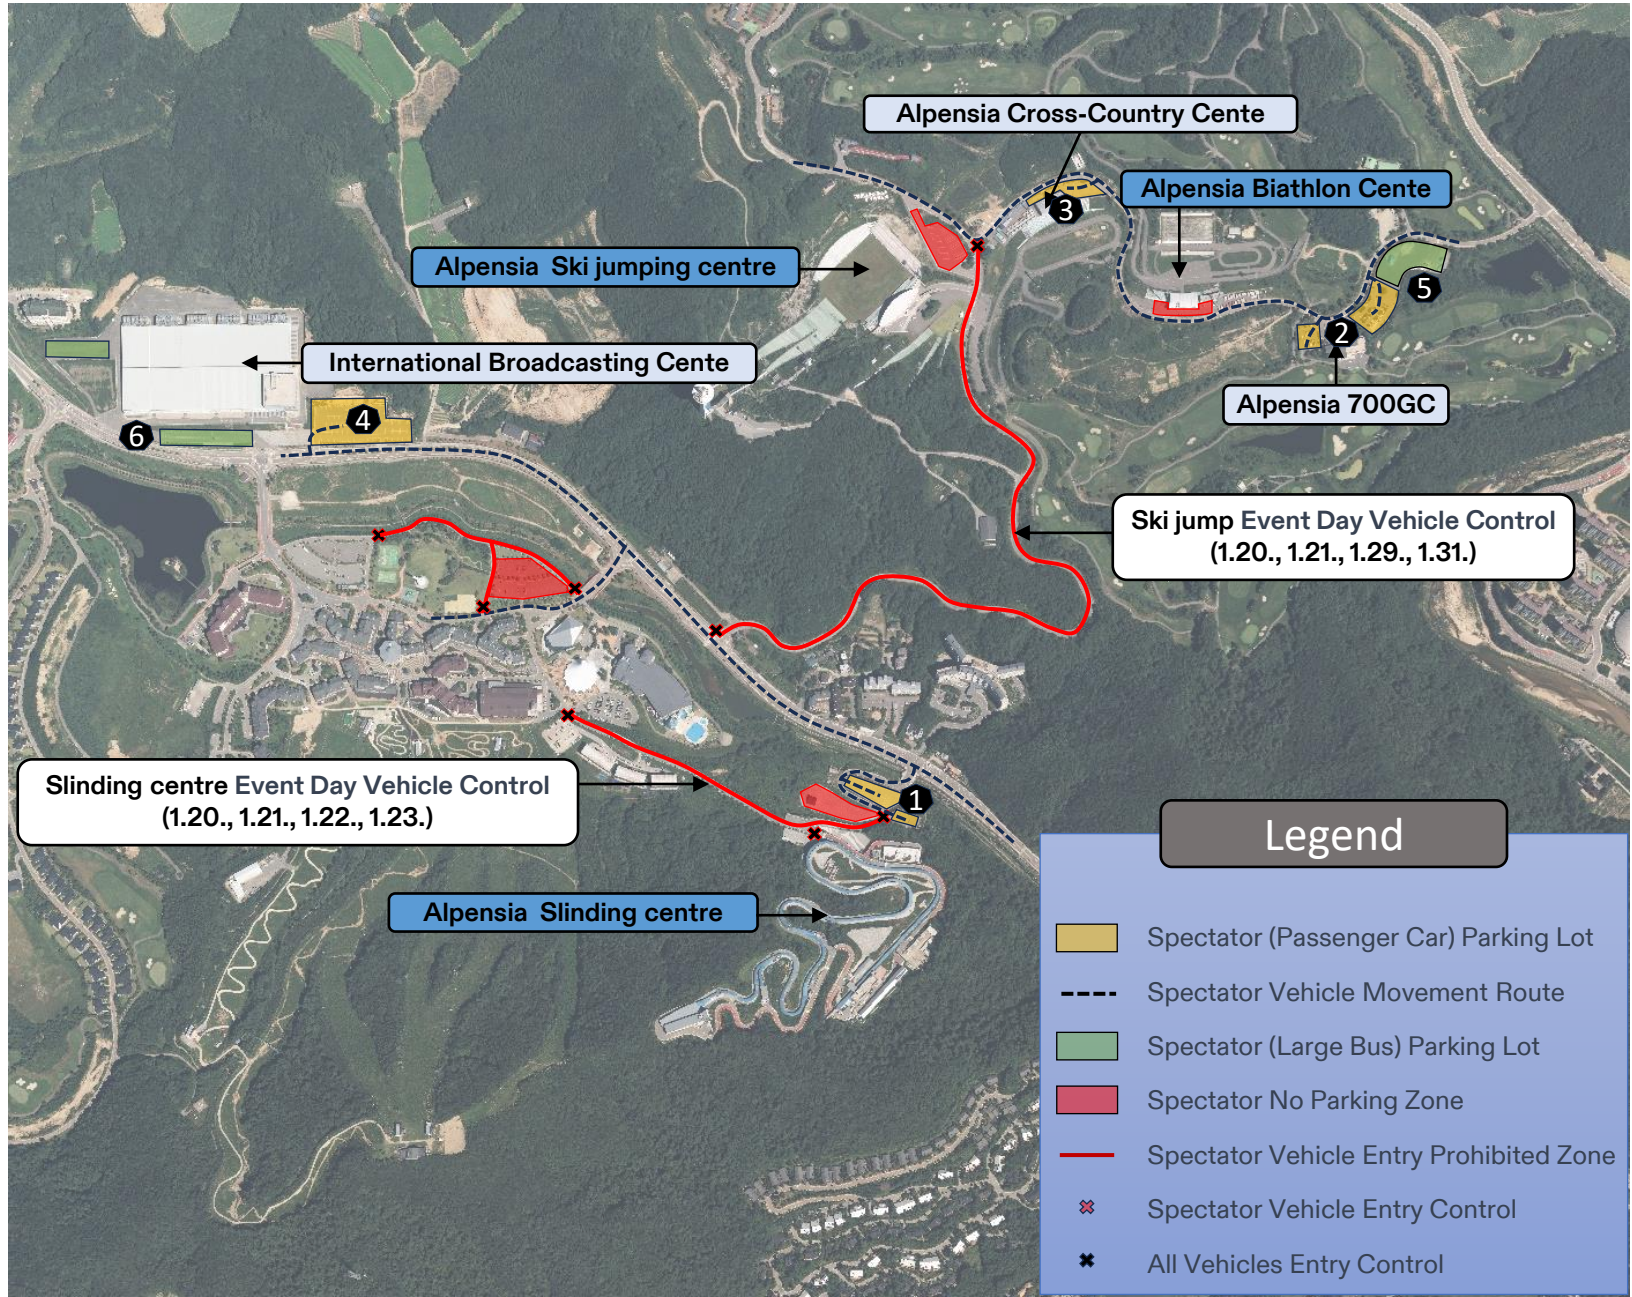 Alpensia Cross-Country Cente
3
Alpensia Biathlon Cente
Alpensia  Ski jumping centre
5
2
International Broadcasting Cente
Alpensia 700GC
4
6
Ski jump Event Day Vehicle Control
(1.20., 1.21., 1.29., 1.31.)
Slinding centre Event Day Vehicle Control
(1.20., 1.21., 1.22., 1.23.)
1
Alpensia  Slinding centre
Legend
Spectator (Passenger Car) Parking Lot
Spectator Vehicle Movement Route
Spectator (Large Bus) Parking Lot
Spectator No Parking Zone
Spectator Vehicle Entry Prohibited Zone
Spectator Vehicle Entry Control
All Vehicles Entry Control